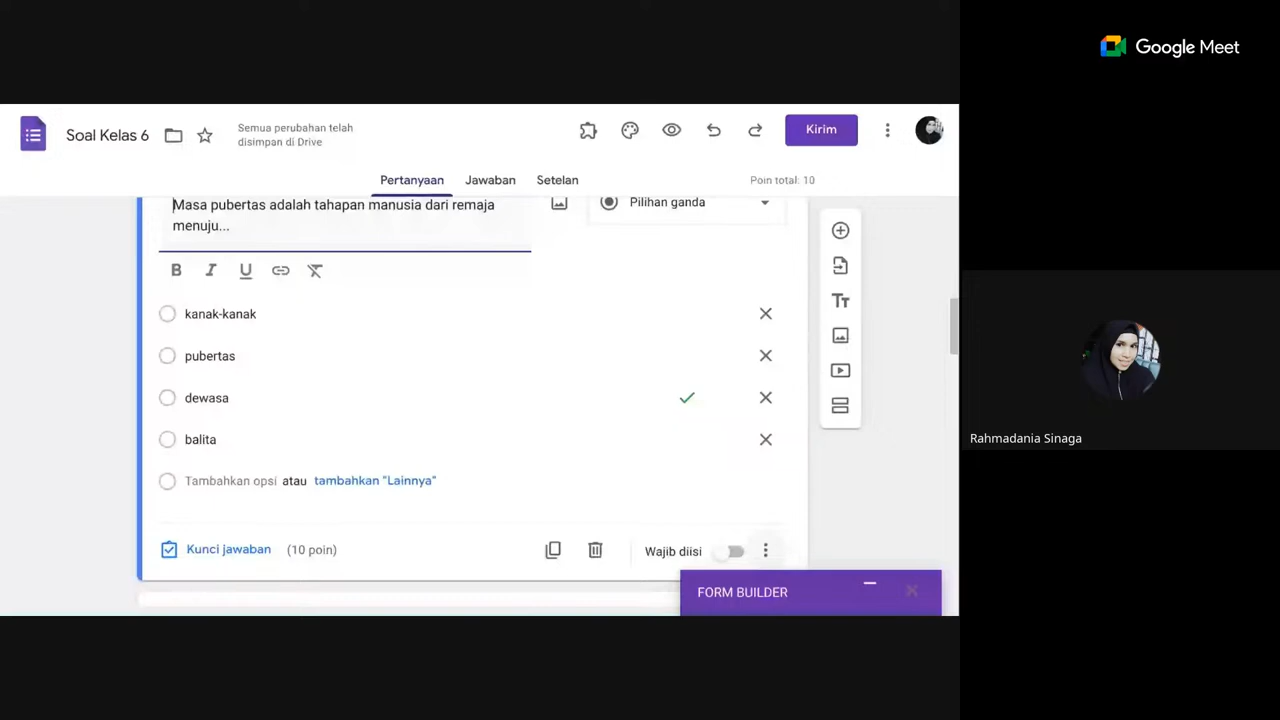 Google Meet
Soal Kelas 6
Semua perubahan telah
disimpan di Drive
Kirim
Pertanyaan
Jawaban
Setelan
Poin total: 10
Masa pubertas adalah tahapan manusia dari remaja
menuju...
Pilihan ganda
B I U
Tт
kanak-kanak
pubertas
dewasa
balita
Tambahkan opsi atau tambahkan "Lainnya"
Kunci jawaban (10 poin)
Wajib diisi
FORM BUILDER
Rahmadania Sinaga